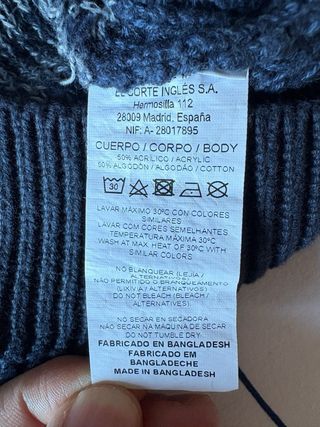 EL CORTE INGLÉS S.A.
Hermosilla 112
28009 Madrid, España
NIF: A- 28017895
CUERPO / CORPO / BODY
50% ACRILICO / ACRYLIC
50% ALGODÓN / ALGODÃO / COTTON
30
LAVAR MÁXIMO 30ºC CON COLORES
SIMILARES
LAVAR COM CORES SEMELHANTES
TEMPERATURA MÁXIMA 30ºC
WASH AT MAX. HEAT OF 30ºC WITH
SIMILAR COLORS
NO BLANQUEAR (LEJÍA /
ALTERNATIVOS)
NÃO PERMITIDO O BRANQUEAMENTO
(LIXIVIA / ALTERNATIVOS)
DO NOT BLEACH (BLEACH /
ALTERNATIVES)
NO SECAR EN SECADORA
NÃO SECAR NA MÁQUINA DE SECAR
DO NOT TUMBLE DRY
FABRICADO EN BANGLADESH
FABRICADO EM
BANGLADECHE
MADE IN BANGLADESH